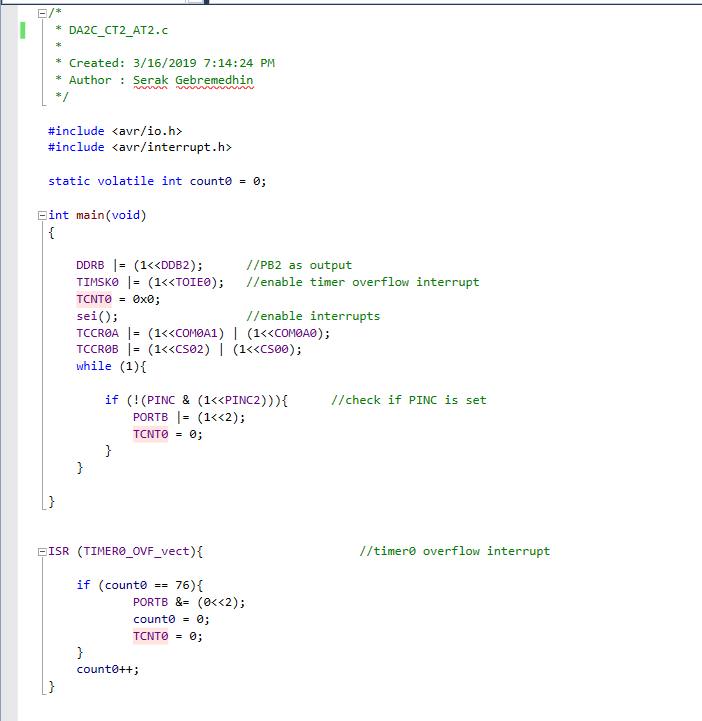 /*
 * DA2C_CT2_AT2.c
 *
 * Created: 3/16/2019 7:14:24 PM
 * Author : Serak Gebremedhin
 */

#include <avr/io.h>
#include <avr/interrupt.h>

static volatile int count0 = 0;

int main(void)
{

    DDRB |= (1<<DDB2);      //PB2 as output
    TIMSK0 |= (1<<TOIE0);   //enable timer overflow interrupt
    TCNT0 = 0x0;
    sei();                  //enable interrupts
    TCCR0A |= (1<<COM0A1) | (1<<COM0A0);
    TCCR0B |= (1<<CS02) | (1<<CS00);
    while (1){

        if (!(PINC & (1<<PINC2))){      //check if PINC is set
            PORTB |= (1<<2);
            TCNT0 = 0;
        }
    }

}


ISR (TIMER0_OVF_vect){                      //timer0 overflow interrupt

    if (count0 == 76){
            PORTB &= (0<<2);
            count0 = 0;
            TCNT0 = 0;
    }
    count0++;
}